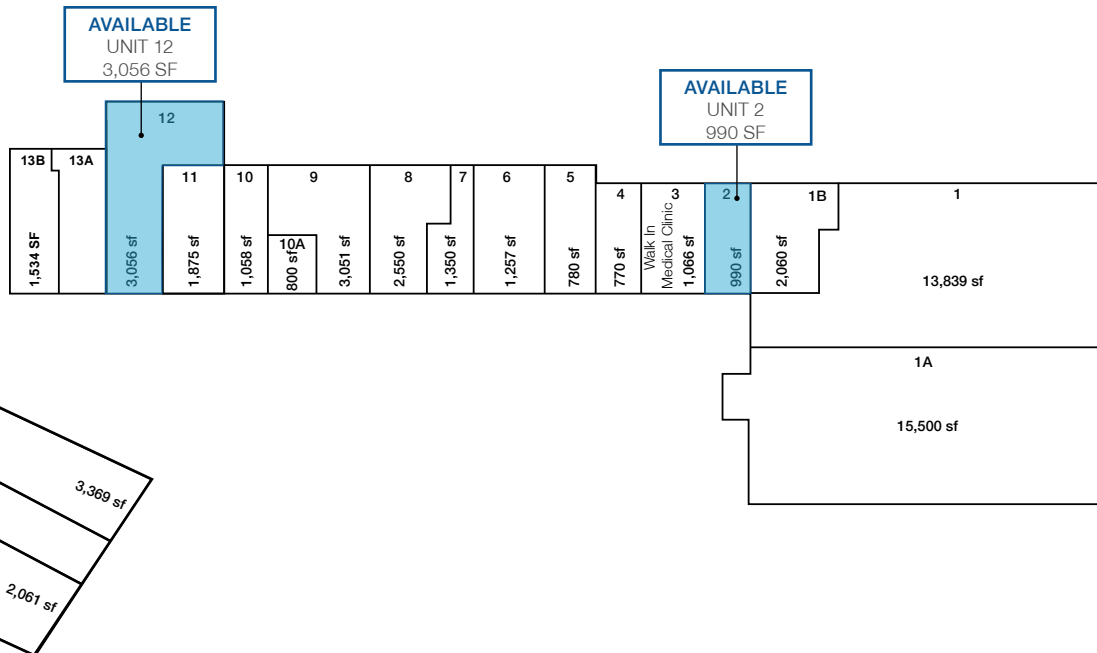 AVAILABLE
UNIT 12
3,056 SF
AVAILABLE
UNIT 2
990 SF
13B
13A
12
11
10
9
8
7
6
5
4
3
2
1B
1
10A
1,534 SF
3,056 sf
1,875 sf
1,058 sf
800 sf
3,051 sf
2,550 sf
1,350 sf
1,257 sf
780 sf
770 sf
Walk In
Medical Clinic
1,066 sf
990 sf
2,060 sf
13,839 sf
1A
15,500 sf
3,369 sf
2,061 sf